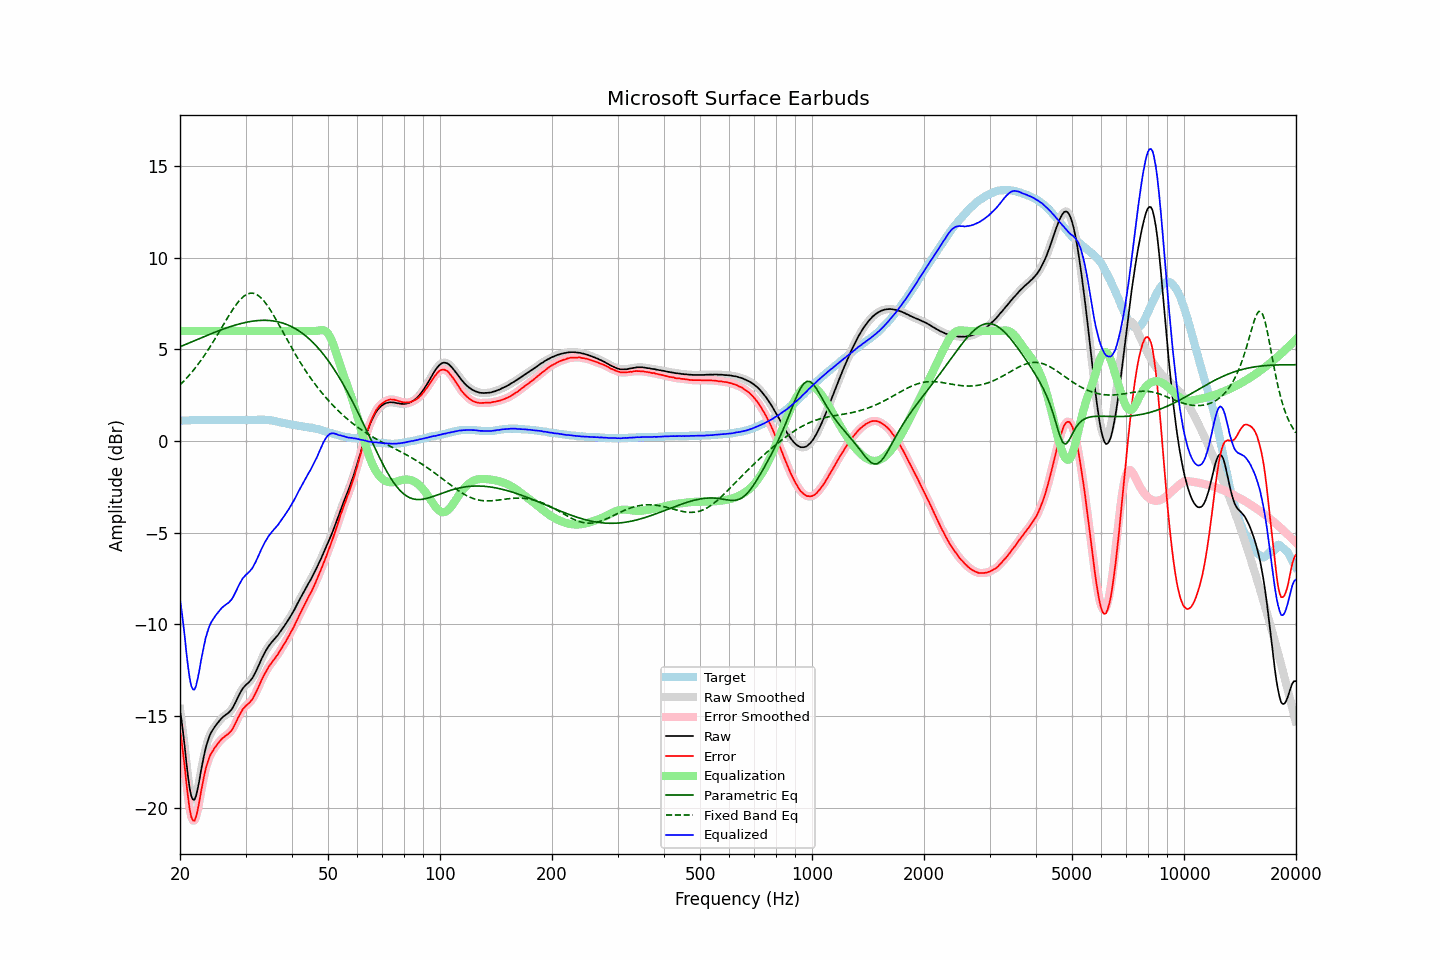 Microsoft Surface Earbuds
Amplitude (dBr)
15
10
5
0
−5
−10
−15
−20
Target
Raw Smoothed
Error Smoothed
Raw
Error
Equalization
Parametric Eq
Fixed Band Eq
Equalized
20 50 100 200 500 1000 2000 5000 10000 20000
Frequency (Hz)